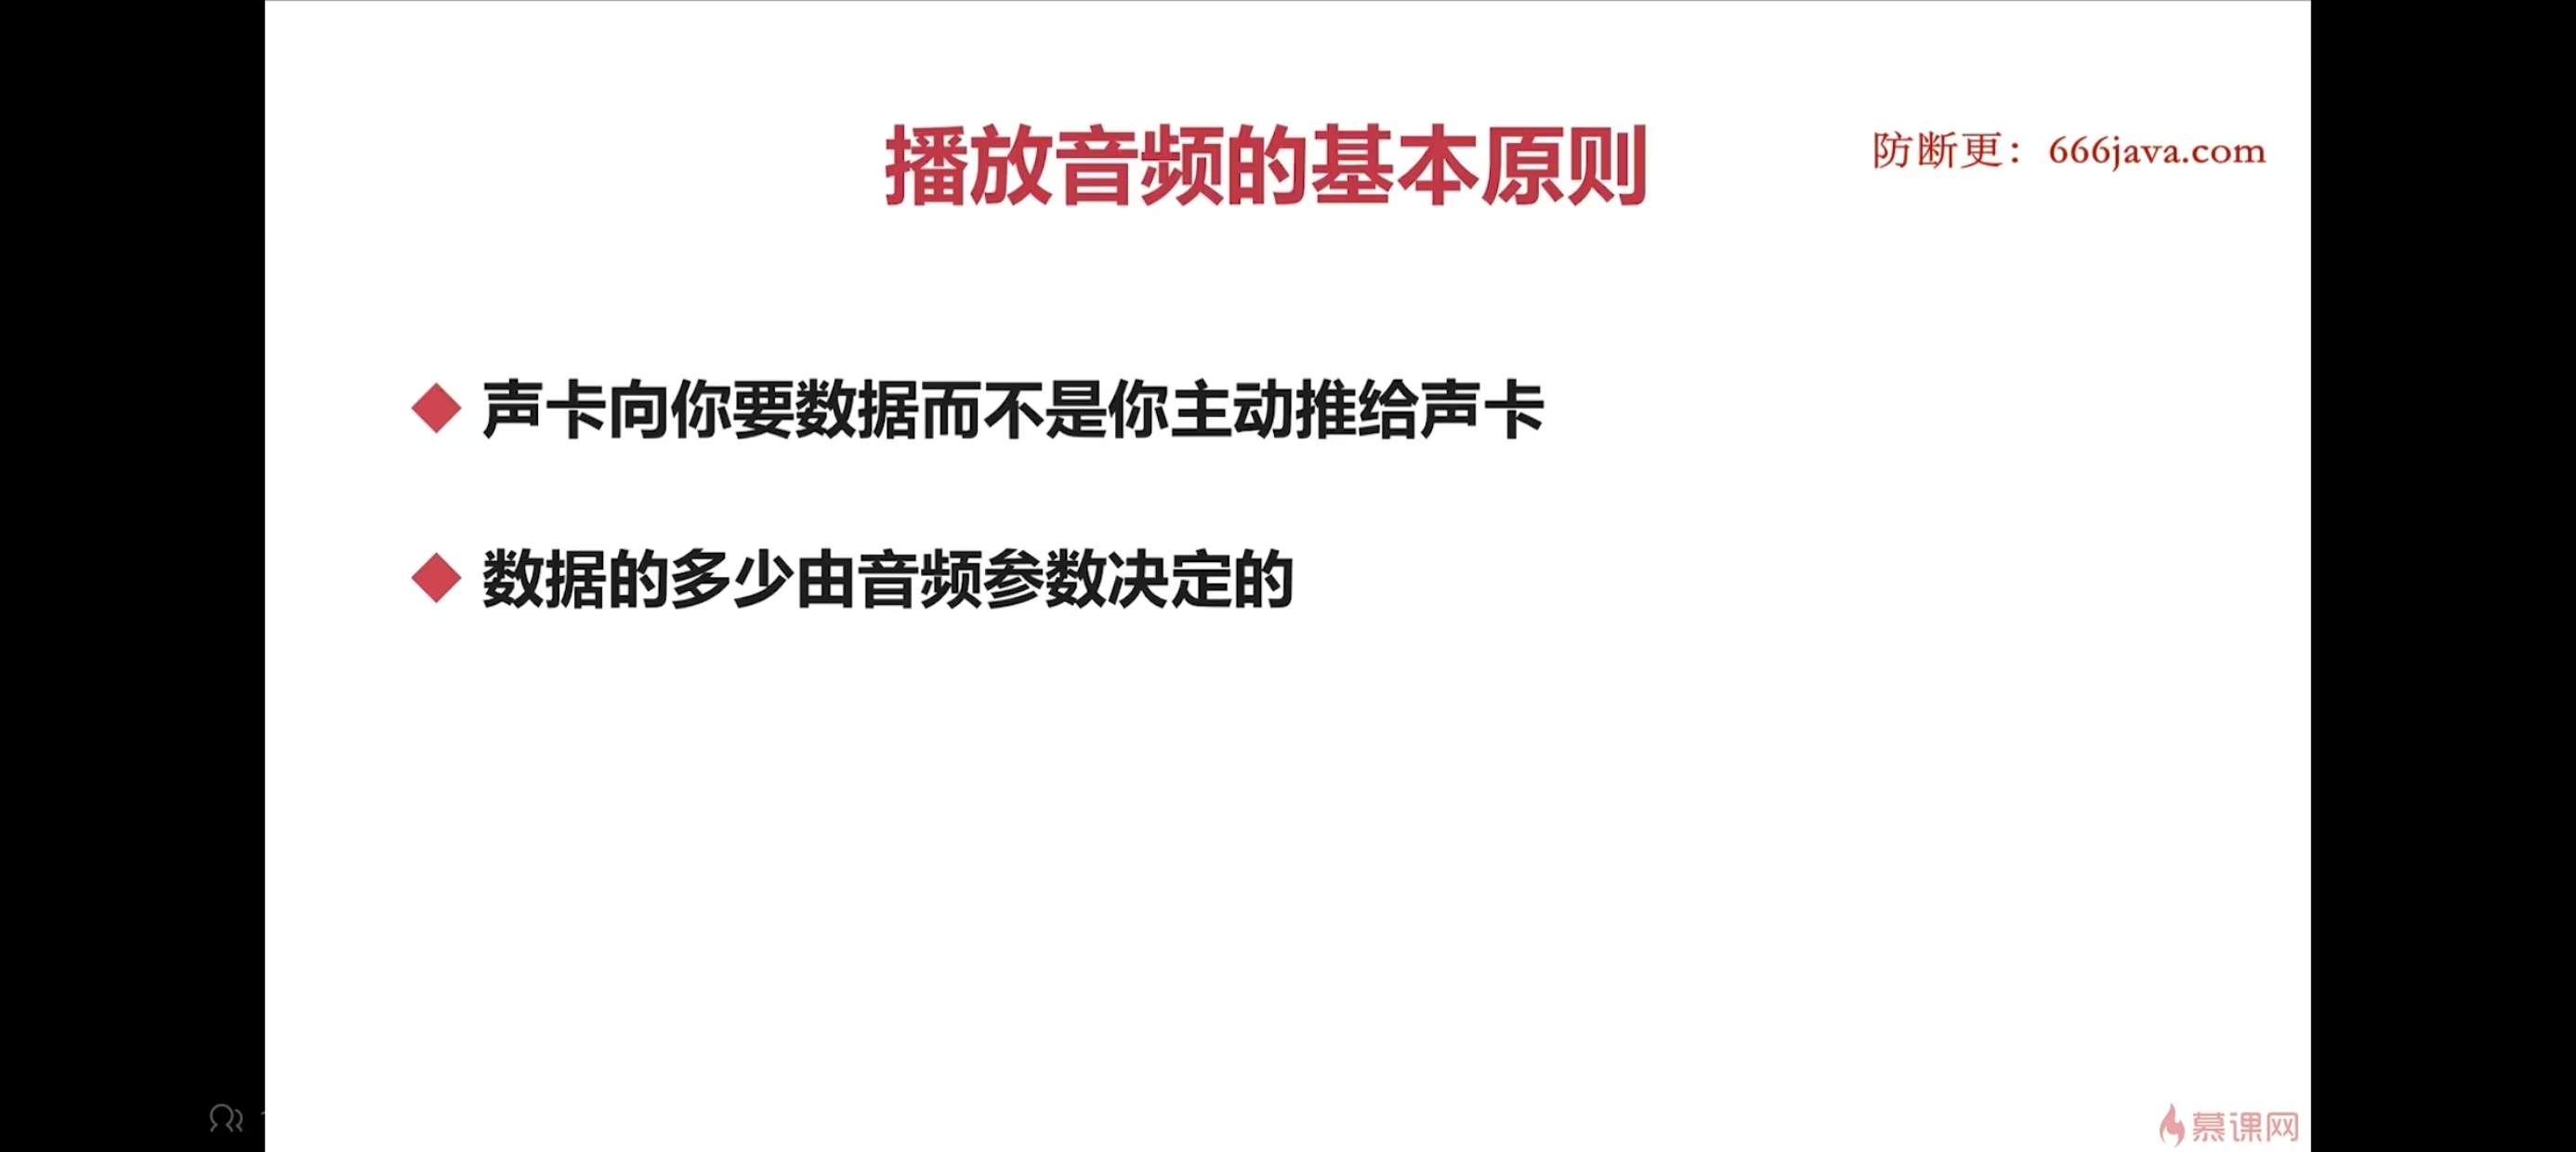 播放音频的基本原则
防断更：666java.com
声卡向你要数据而不是你主动推给声卡
数据的多少由音频参数决定的
慕课网